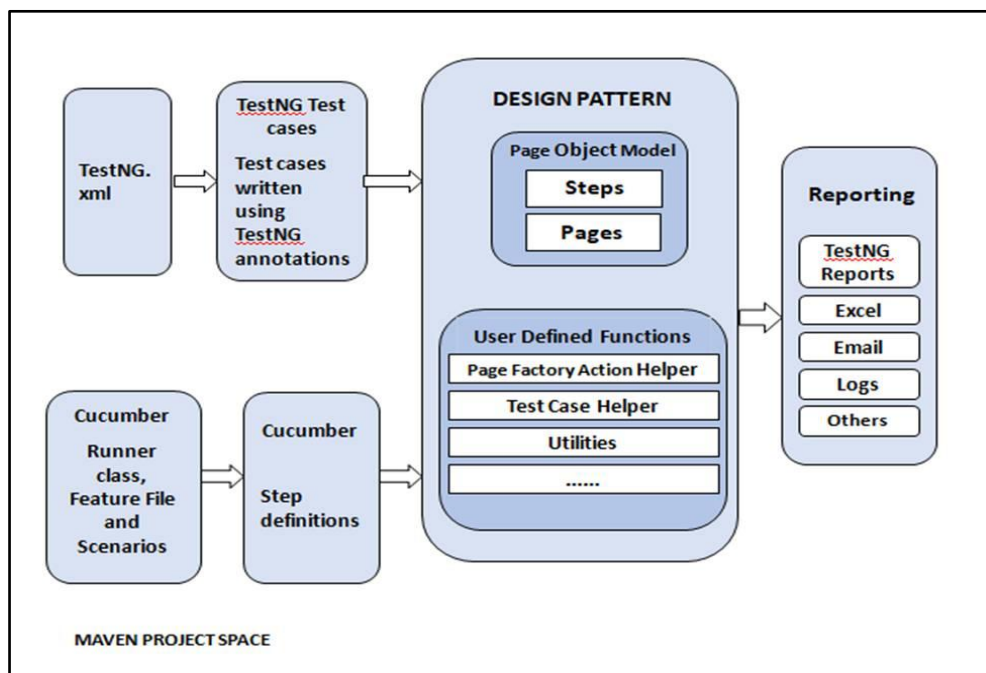 TestNG.
xml
TestNG Test
cases
Test cases
written
using
TestNG
annotations
DESIGN PATTERN
Page Object Model
Steps
Pages
User Defined Functions
Page Factory Action Helper
Test Case Helper
Utilities
......
Reporting
TestNG
Reports
Excel
Email
Logs
Others
Cucumber
Runner
class,
Feature File
and
Scenarios
Cucumber
Step
definitions
MAVEN PROJECT SPACE